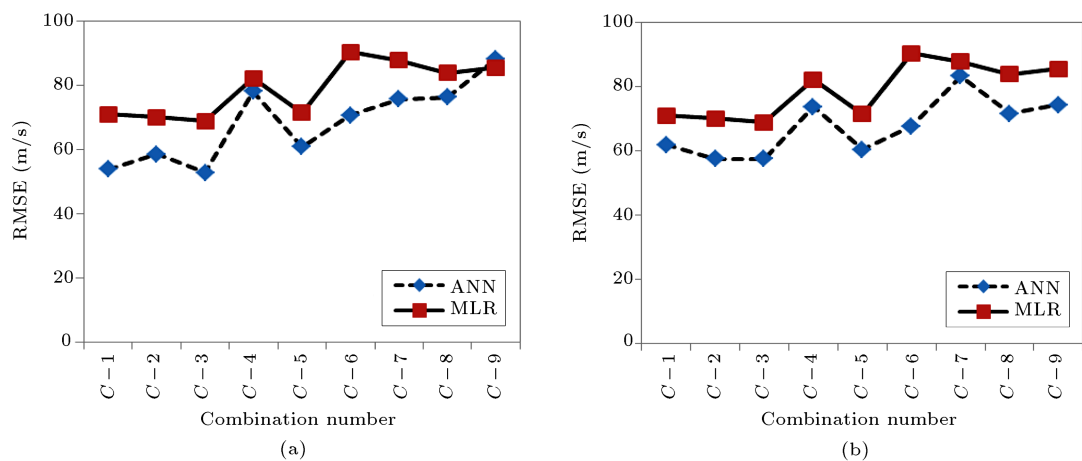 100
80
60
40
20
0
RMSE (m/s)
ANN
MLR
C − 1
C − 2
C − 3
C − 4
C − 5
C − 6
C − 7
C − 8
C − 9
Combination number
(a)
100
80
60
40
20
0
RMSE (m/s)
ANN
MLR
C − 1
C − 2
C − 3
C − 4
C − 5
C − 6
C − 7
C − 8
C − 9
Combination number
(b)